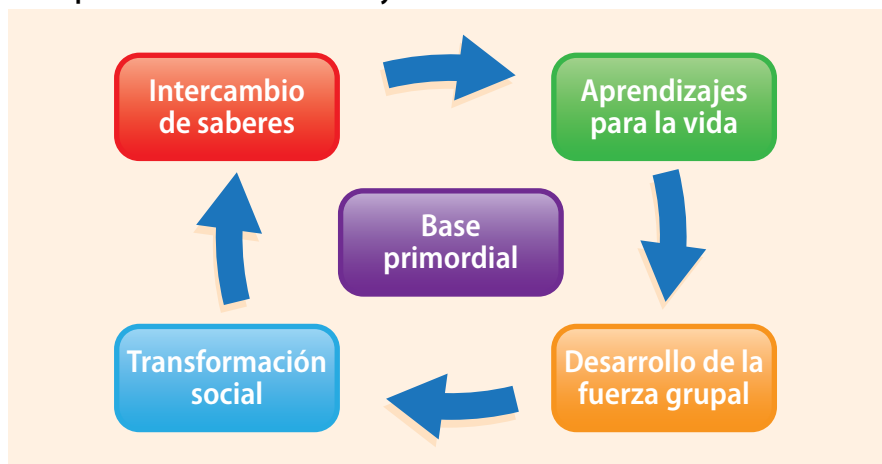 Intercambio
de saberes
Aprendizajes
para la vida
Base
primordial
Transformación
social
Desarrollo de la
fuerza grupal